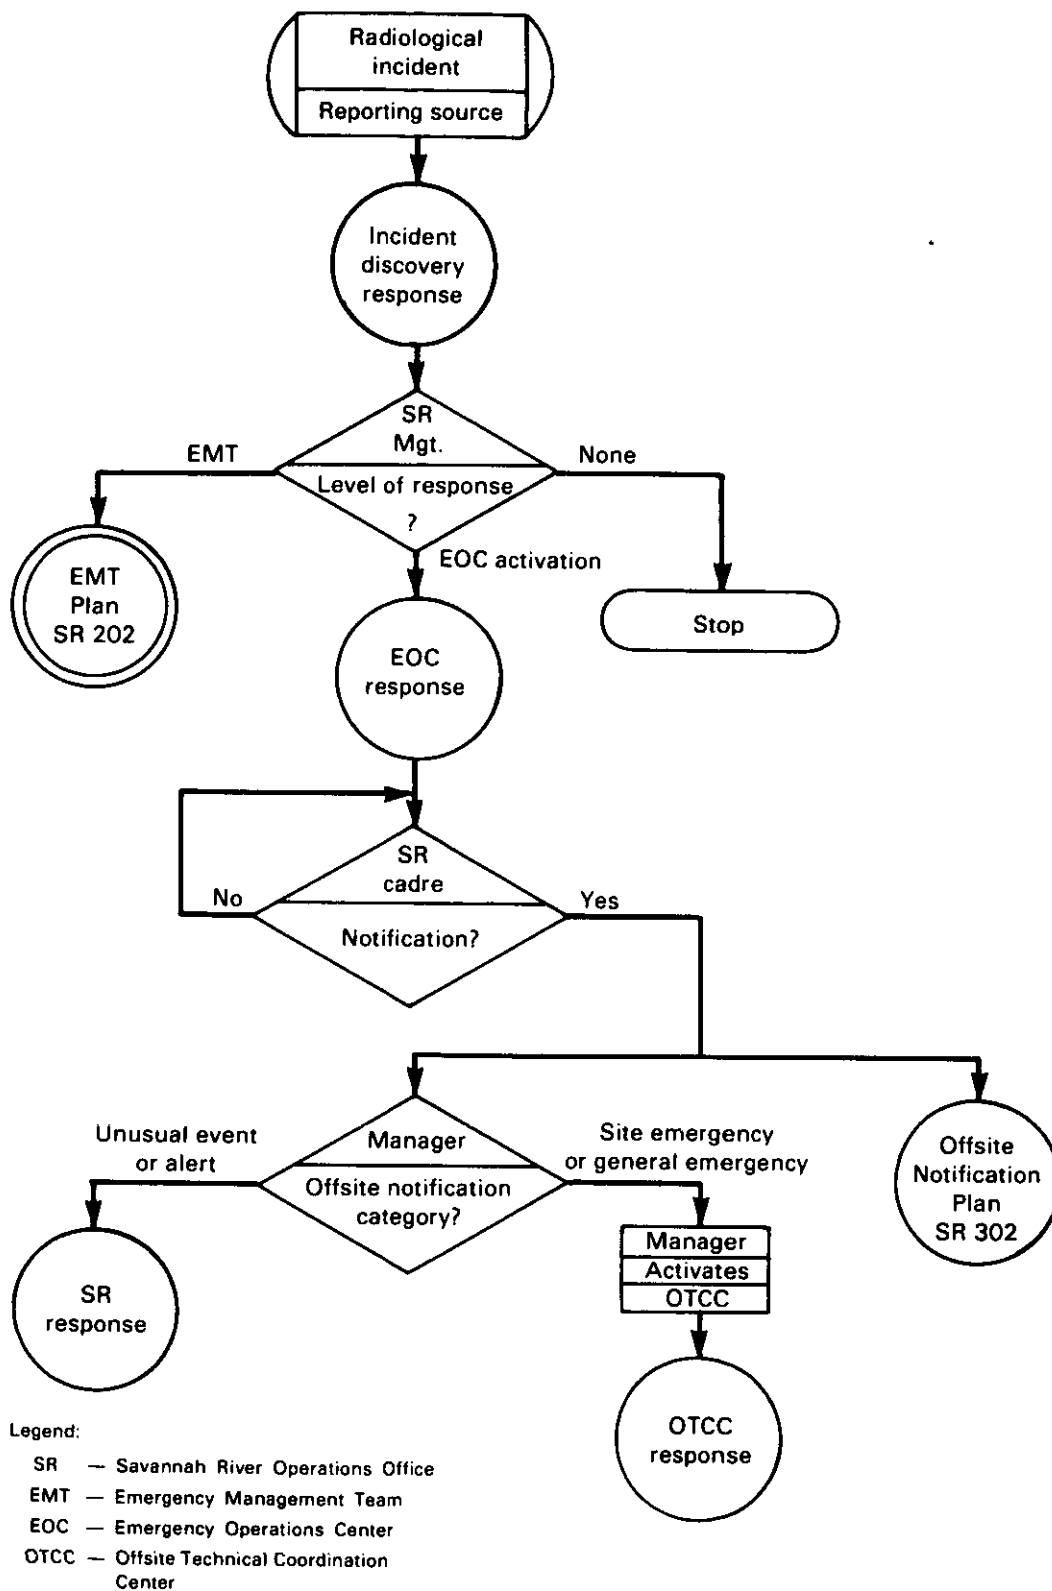 Radiological
incident
Reporting source
Incident
discovery
response
SR
Mgt.
EMT
None
Level of response
?
EOC activation
EMT
Plan
SR 202
Stop
EOC
response
SR
cadre
No
Yes
Notification?
Unusual event
or alert
Manager
Site emergency
or general emergency
Offsite notification
category?
Offsite
Notification
Plan
SR 302
Manager
Activates
OTCC
SR
response
OTCC
response
Legend:
SR — Savannah River Operations Office
EMT — Emergency Management Team
EOC — Emergency Operations Center
OTCC — Offsite Technical Coordination
Center